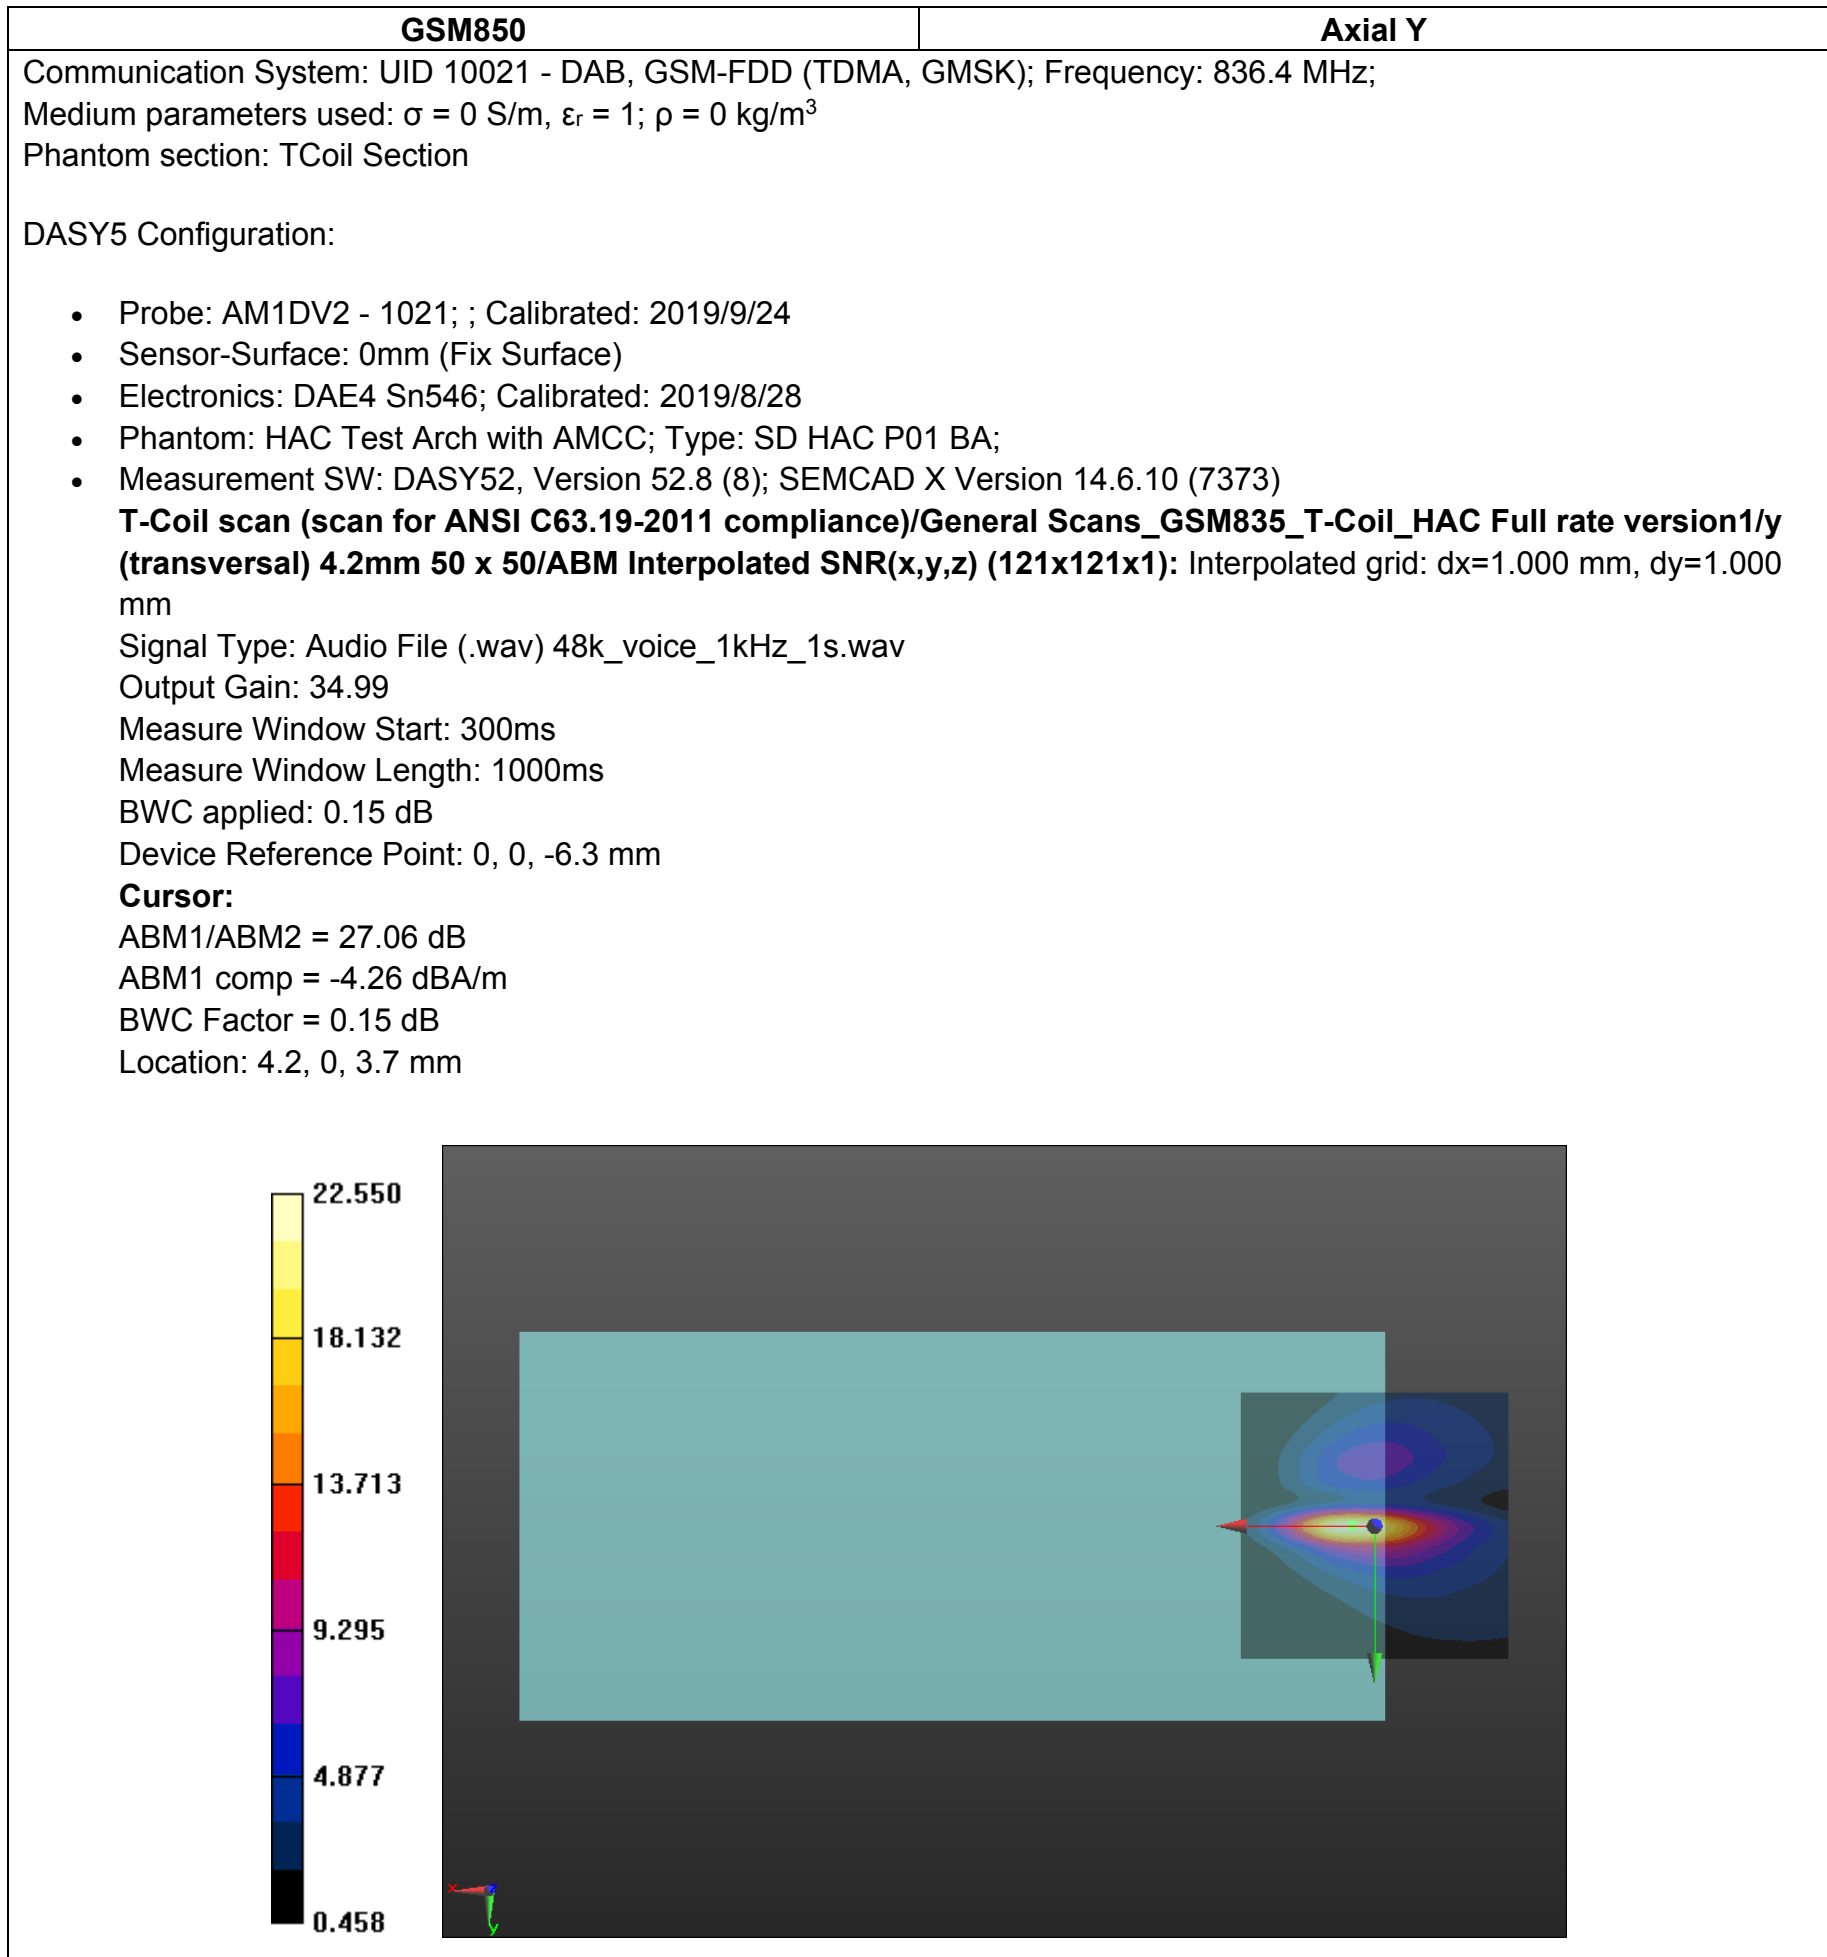 GSM850 Axial Y
Communication System: UID 10021 - DAB, GSM-FDD (TDMA, GMSK); Frequency: 836.4 MHz;
Medium parameters used: σ = 0 S/m, εr = 1; ρ = 0 kg/m³
Phantom section: TCoil Section
DASY5 Configuration:
• Probe: AM1DV2 - 1021; ; Calibrated: 2019/9/24
• Sensor-Surface: 0mm (Fix Surface)
• Electronics: DAE4 Sn546; Calibrated: 2019/8/28
• Phantom: HAC Test Arch with AMCC; Type: SD HAC P01 BA;
• Measurement SW: DASY52, Version 52.8 (8); SEMCAD X Version 14.6.10 (7373)
T-Coil scan (scan for ANSI C63.19-2011 compliance)/General Scans_GSM835_T-Coil_HAC Full rate version1/y
(transversal) 4.2mm 50 x 50/ABM Interpolated SNR(x,y,z) (121x121x1): Interpolated grid: dx=1.000 mm, dy=1.000
mm
Signal Type: Audio File (.wav) 48k_voice_1kHz_1s.wav
Output Gain: 34.99
Measure Window Start: 300ms
Measure Window Length: 1000ms
BWC applied: 0.15 dB
Device Reference Point: 0, 0, -6.3 mm
Cursor:
ABM1/ABM2 = 27.06 dB
ABM1 comp = -4.26 dBA/m
BWC Factor = 0.15 dB
Location: 4.2, 0, 3.7 mm
22.550
18.132
13.713
9.295
4.877
0.458
x
y